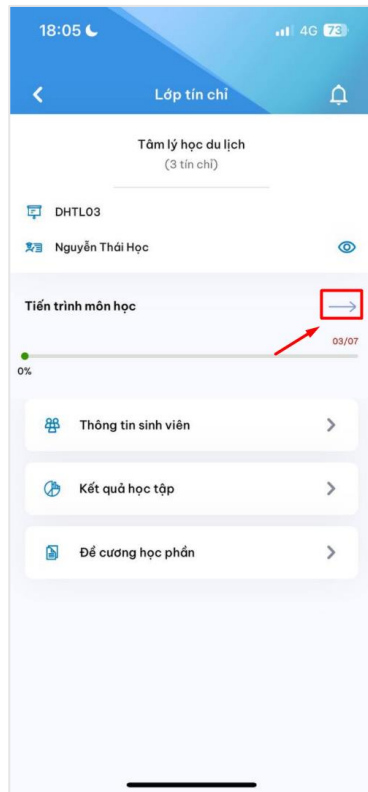 18:05
4G 73
Lớp tín chỉ
Tâm lý học du lịch
(3 tín chỉ)
DHTL03
Nguyễn Thái Học
Tiến trình môn học
03/07
0%
Thông tin sinh viên
Kết quả học tập
Đề cương học phần